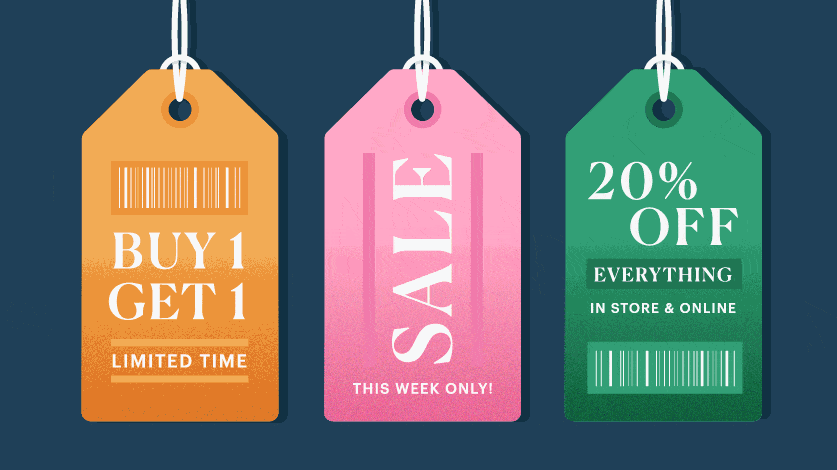 BUY 1
GET 1
LIMITED TIME
SALE
THIS WEEK ONLY!
20%
OFF
EVERYTHING
IN STORE & ONLINE